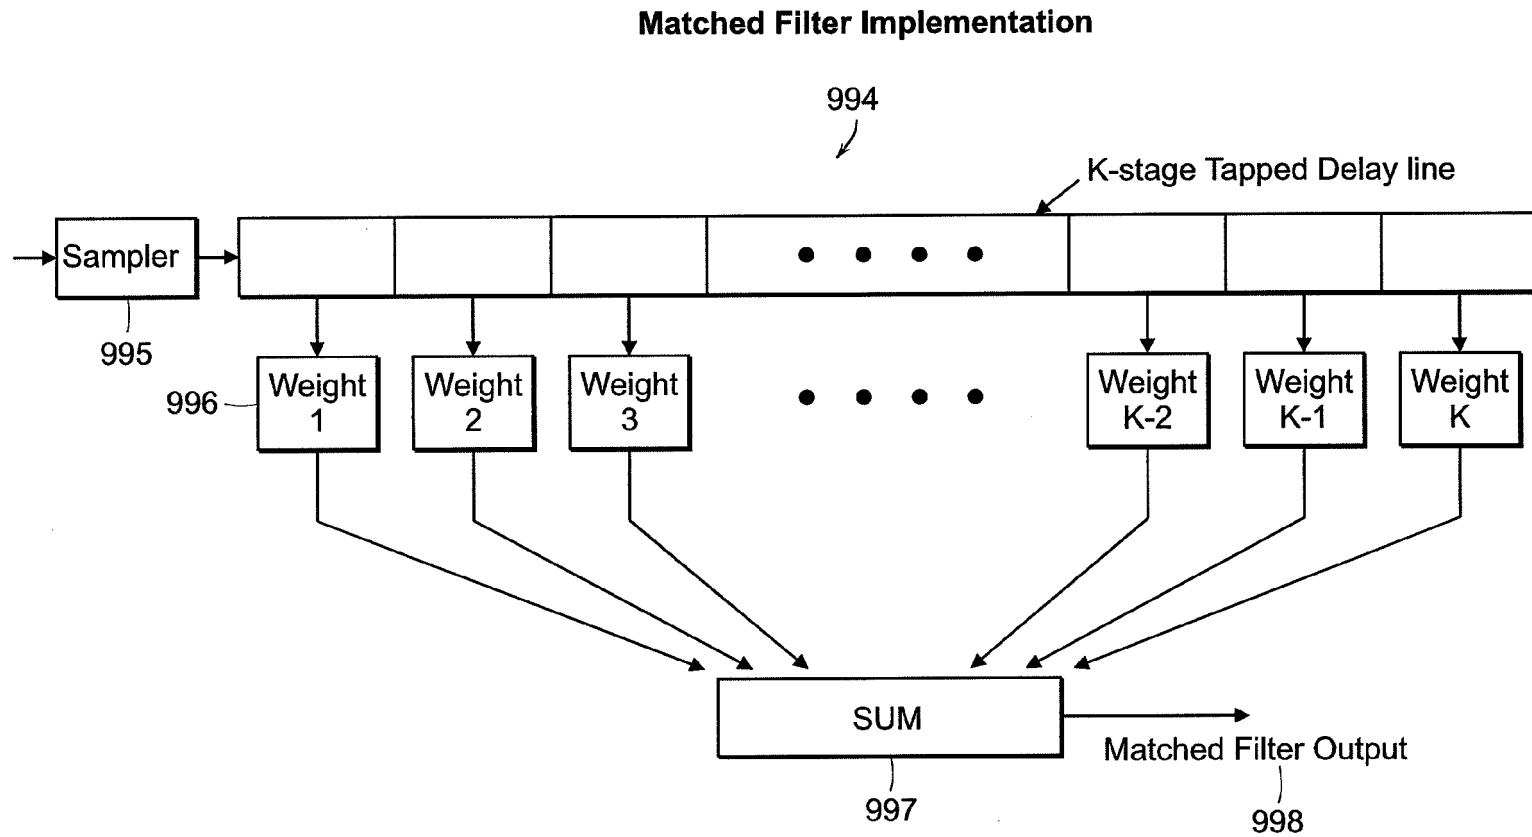 Matched Filter Implementation
994
K-stage Tapped Delay line
Sampler
995
996
Weight
1
Weight
2
Weight
3
Weight
K-2
Weight
K-1
Weight
K
SUM
997
Matched Filter Output
998